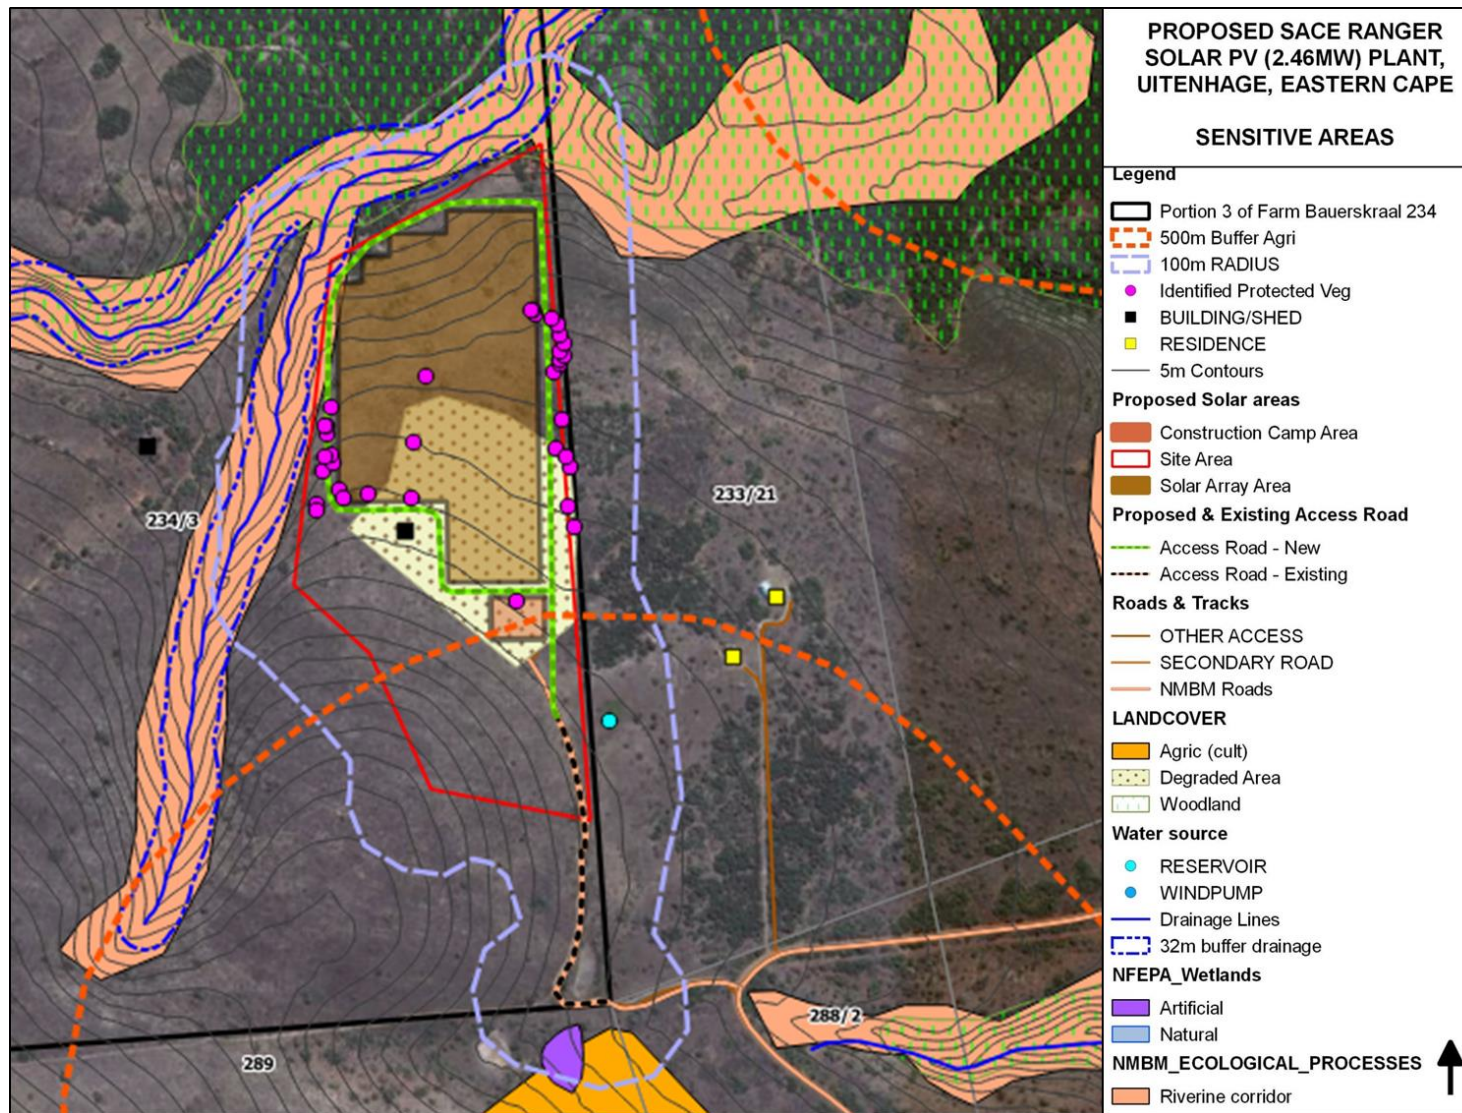 PROPOSED SACE RANGER
SOLAR PV (2.46MW) PLANT,
UITENHAGE, EASTERN CAPE
SENSITIVE AREAS
Legend
Portion 3 of Farm Bauerskraal 234
500m Buffer Agri
100m RADIUS
Identified Protected Veg
BUILDING/SHED
RESIDENCE
5m Contours
Proposed Solar areas
Construction Camp Area
Site Area
Solar Array Area
Proposed & Existing Access Road
Access Road - New
Access Road - Existing
Roads & Tracks
OTHER ACCESS
SECONDARY ROAD
NMBM Roads
LANDCOVER
Agric (cult)
Degraded Area
Woodland
Water source
RESERVOIR
WINDPUMP
Drainage Lines
32m buffer drainage
NFEPA_Wetlands
Artificial
Natural
NMBM_ECOLOGICAL_PROCESSES
Riverine corridor
233/21
234/3
288/2
289